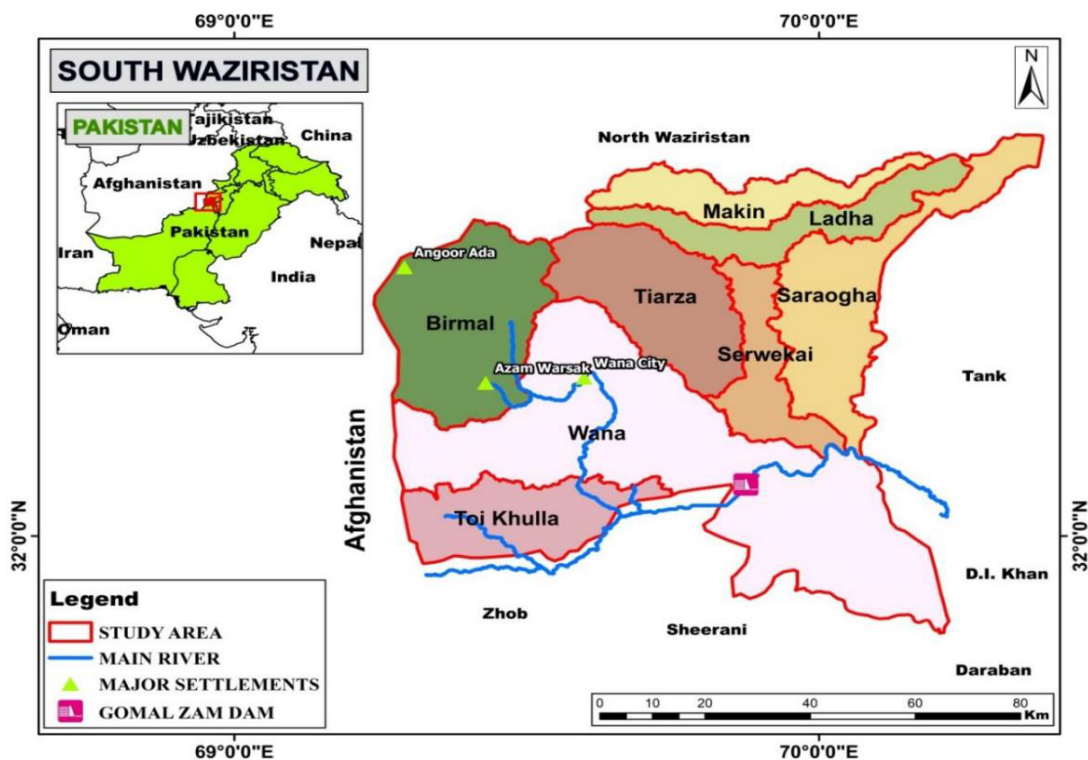 69°0'0"E
70°0'0"E
SOUTH WAZIRISTAN
N
PAKISTAN
Tajikistan
Uzbekistan
China
Afghanistan
Pakistan
Iran
Nepal
India
Oman
North Waziristan
Makin
Ladha
Angoor Ada
Tiarza
Saraogha
Birmal
Serwekai
Azam Warsak
Wana City
Tank
Wana
Afghanistan
Toi Khulla
32°0'0"N
32°0'0"N
D.I. Khan
Zhob
Sheerani
Daraban
Legend
STUDY AREA
MAIN RIVER
MAJOR SETTLEMENTS
GOMAL ZAM DAM
0 10 20 40 60 80
Km
69°0'0"E
70°0'0"E